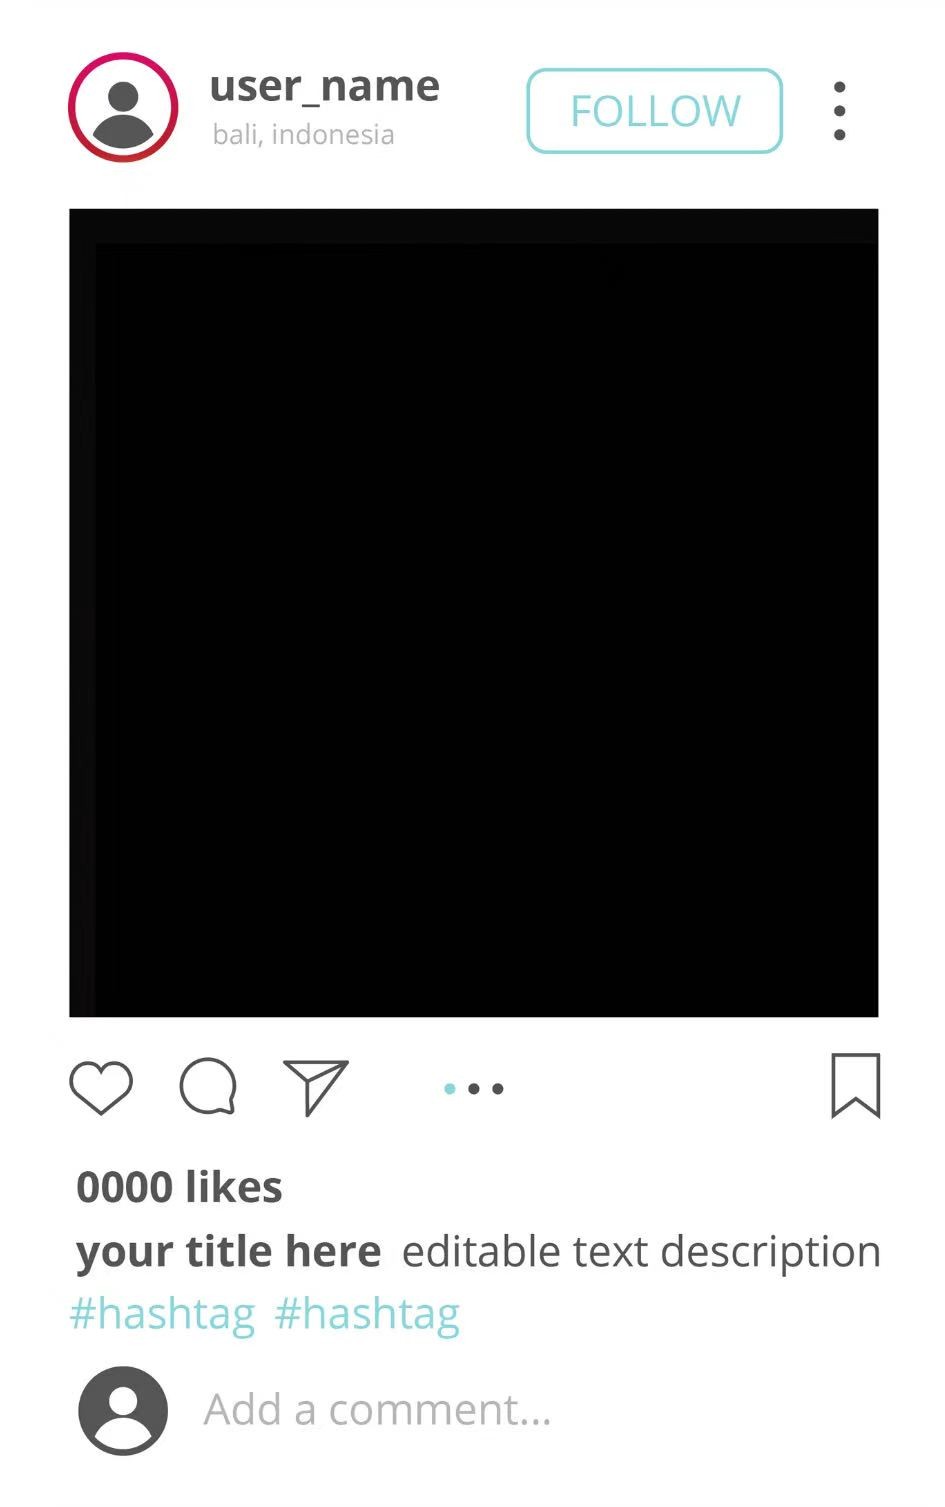 user_name
bali, indonesia
FOLLOW
0000 likes
your title here editable text description
#hashtag #hashtag
Add a comment...